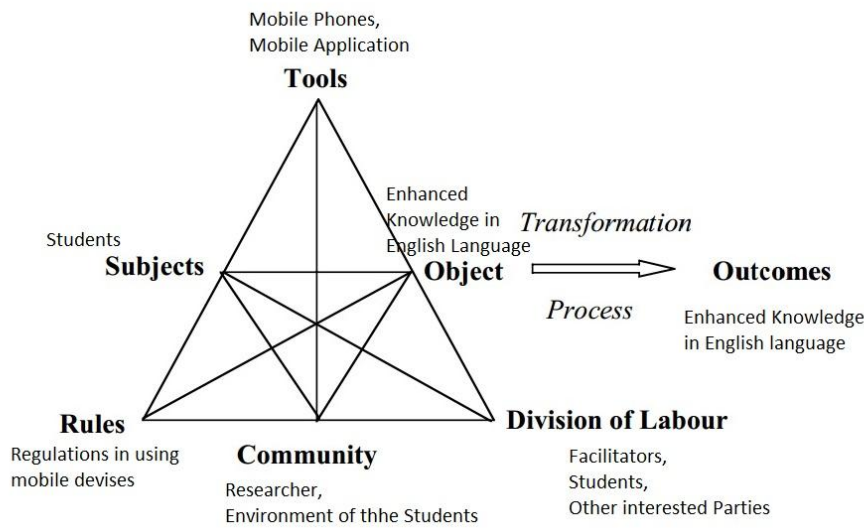 Mobile Phones,
Mobile Application
Tools
Enhanced
Knowledge in
English Language
Students
Subjects
Object
Transformation
Process
Outcomes
Enhanced Knowledge
in English language
Rules
Regulations in using
mobile devises
Community
Researcher,
Environment of thhe Students
Division of Labour
Facilitators,
Students,
Other interested Parties